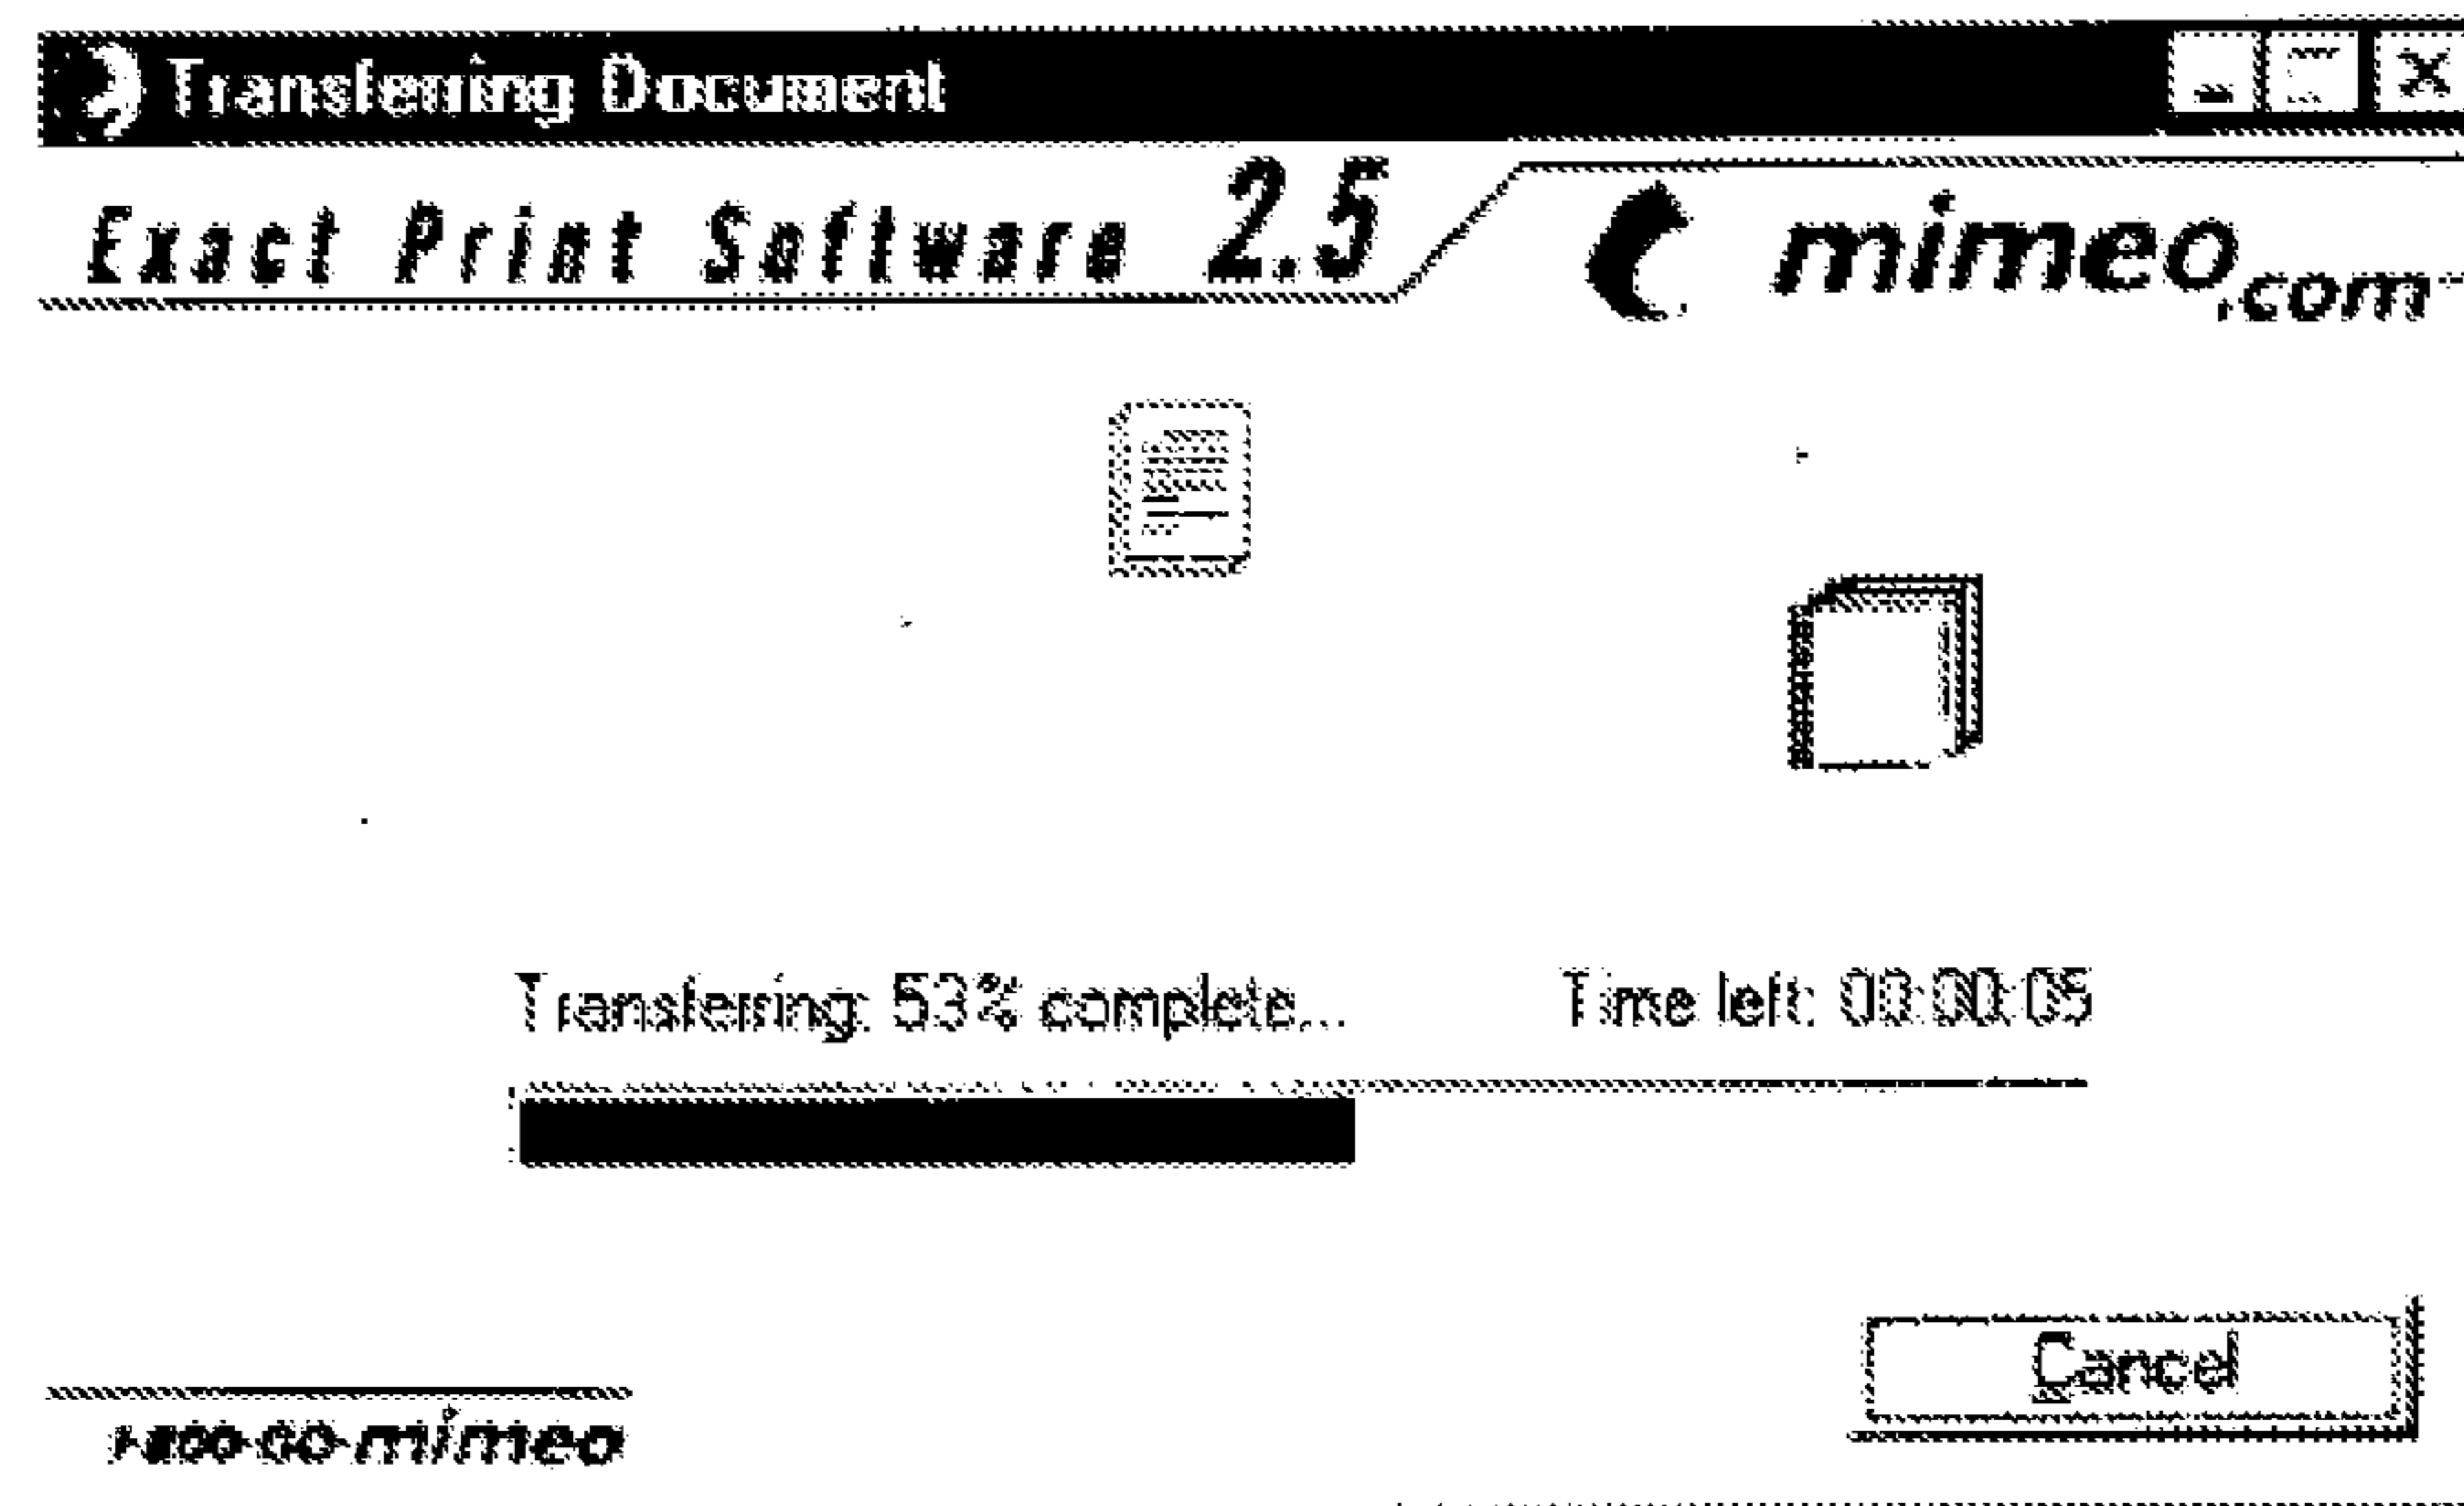 Transferring Document
Exact Print Software 2.5
mimeo.com
Transferring: 53% complete...
Time left: 00:00:05
Cancel
1-800-GO-mimeo